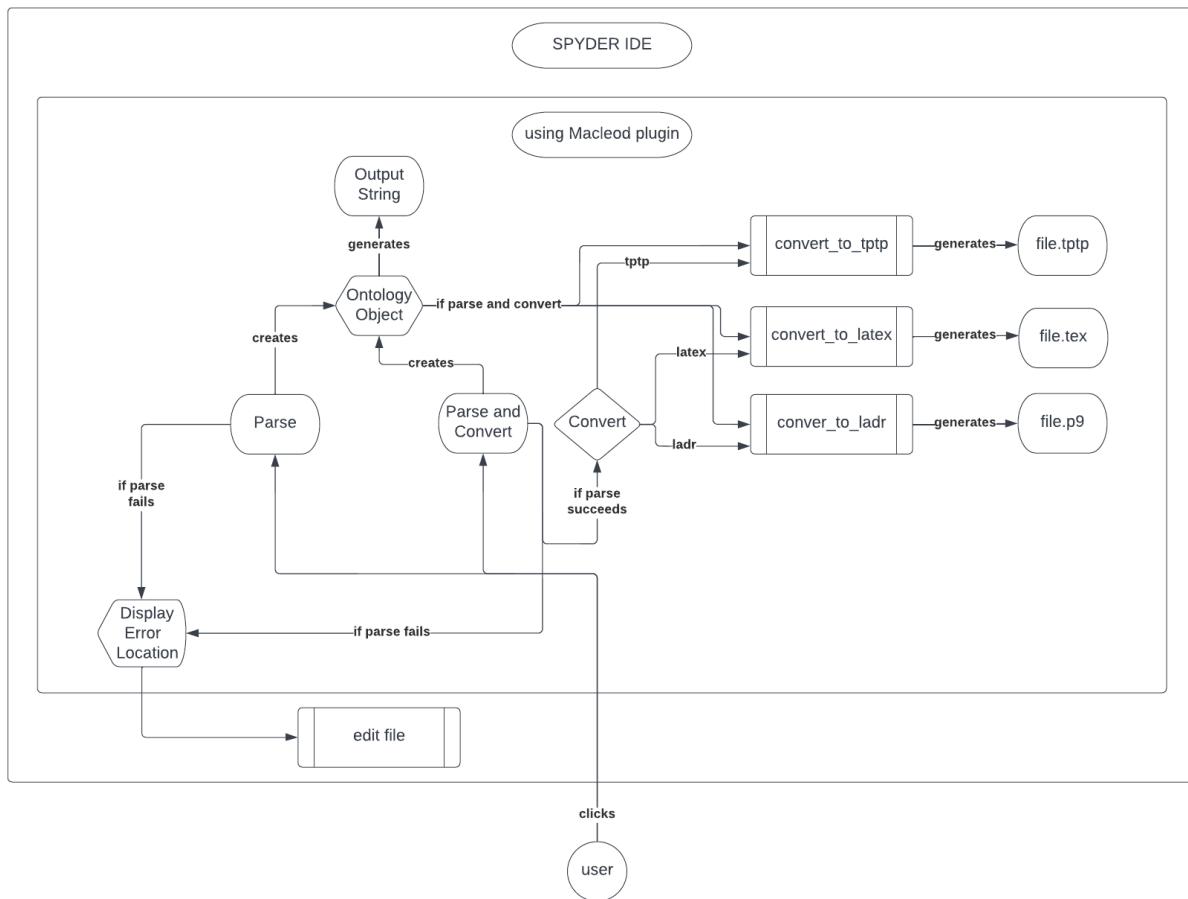 SPYDER IDE
using Macleod plugin
Output
String
generates
convert_to_tptp
generates
file.tptp
tptp
Ontology
Object
if parse and convert
creates
convert_to_latex
generates
file.tex
latex
creates
Parse
Parse and
Convert
Convert
conver_to_ladr
generates
file.p9
ladr
if parse
fails
if parse
succeeds
Display
Error
Location
if parse fails
edit file
clicks
user